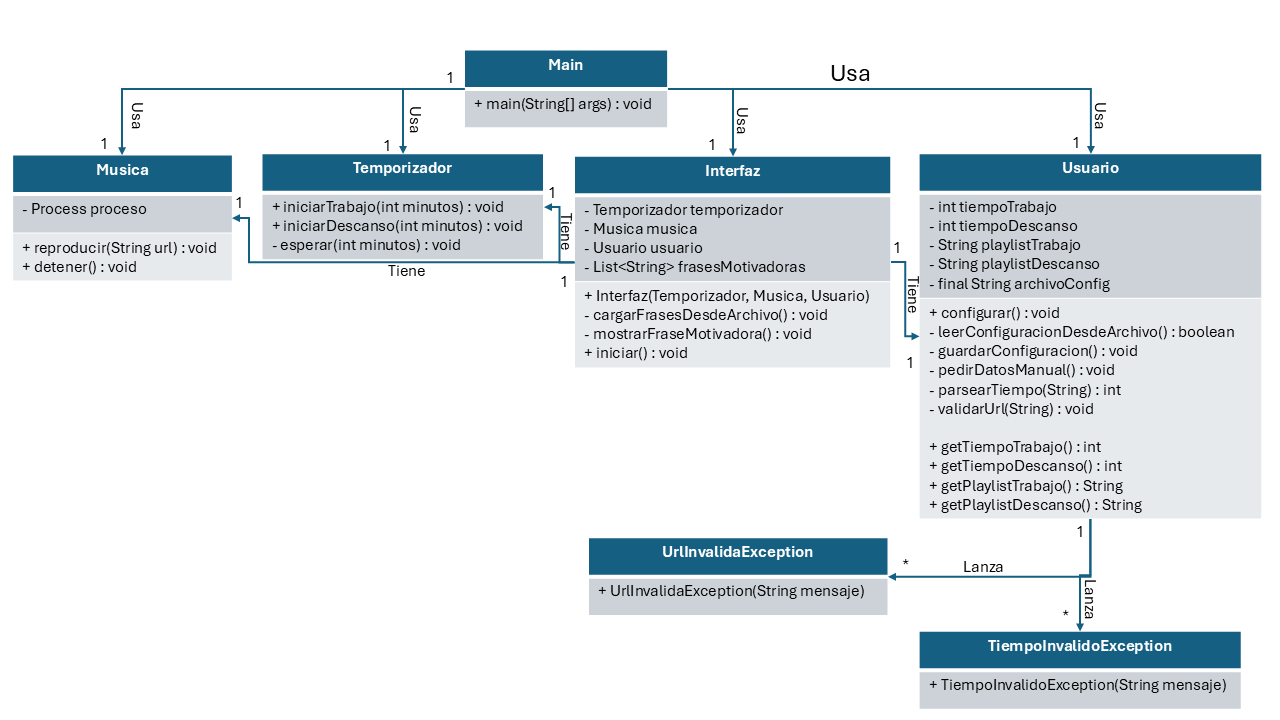 Main
+ main(String[] args) : void
Usa
1
Usa
Usa
Usa
Usa
1
1
1
1
Musica
- Process proceso
+ reproducir(String url) : void
+ detener() : void
Temporizador
+ iniciarTrabajo(int minutos) : void
+ iniciarDescanso(int minutos) : void
- esperar(int minutos) : void
1
1
Tiene
Tiene
1
Interfaz
- Temporizador temporizador
- Musica musica
- Usuario usuario
- List<String> frasesMotivadoras
+ Interfaz(Temporizador, Musica, Usuario)
- cargarFrasesDesdeArchivo() : void
- mostrarFraseMotivadora() : void
+ iniciar() : void
1
Tiene
1
Usuario
- int tiempoTrabajo
- int tiempoDescanso
- String playlistTrabajo
- String playlistDescanso
- final String archivoConfig
+ configurar() : void
- leerConfiguracionDesdeArchivo() : boolean
- guardarConfiguracion() : void
- pedirDatosManual() : void
- parsearTiempo(String) : int
- validarUrl(String) : void
+ getTiempoTrabajo() : int
+ getTiempoDescanso() : int
+ getPlaylistTrabajo() : String
+ getPlaylistDescanso() : String
1
*
Lanza
Lanza
*
UrlInvalidaException
+ UrlInvalidaException(String mensaje)
TiempoInvalidoException
+ TiempoInvalidoException(String mensaje)